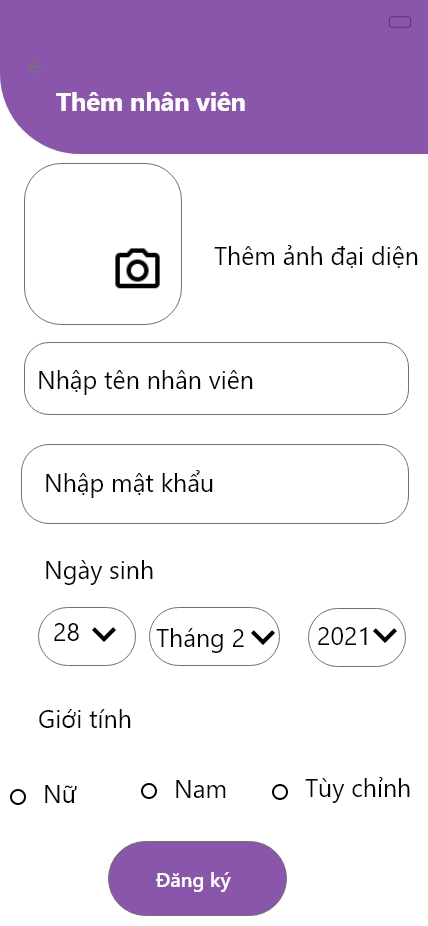 Thêm nhân viên
Thêm ảnh đại diện
Nhập tên nhân viên
Nhập mật khẩu
Ngày sinh
28 Tháng 2 2021
Giới tính
Nữ Nam Tùy chỉnh
Đăng ký